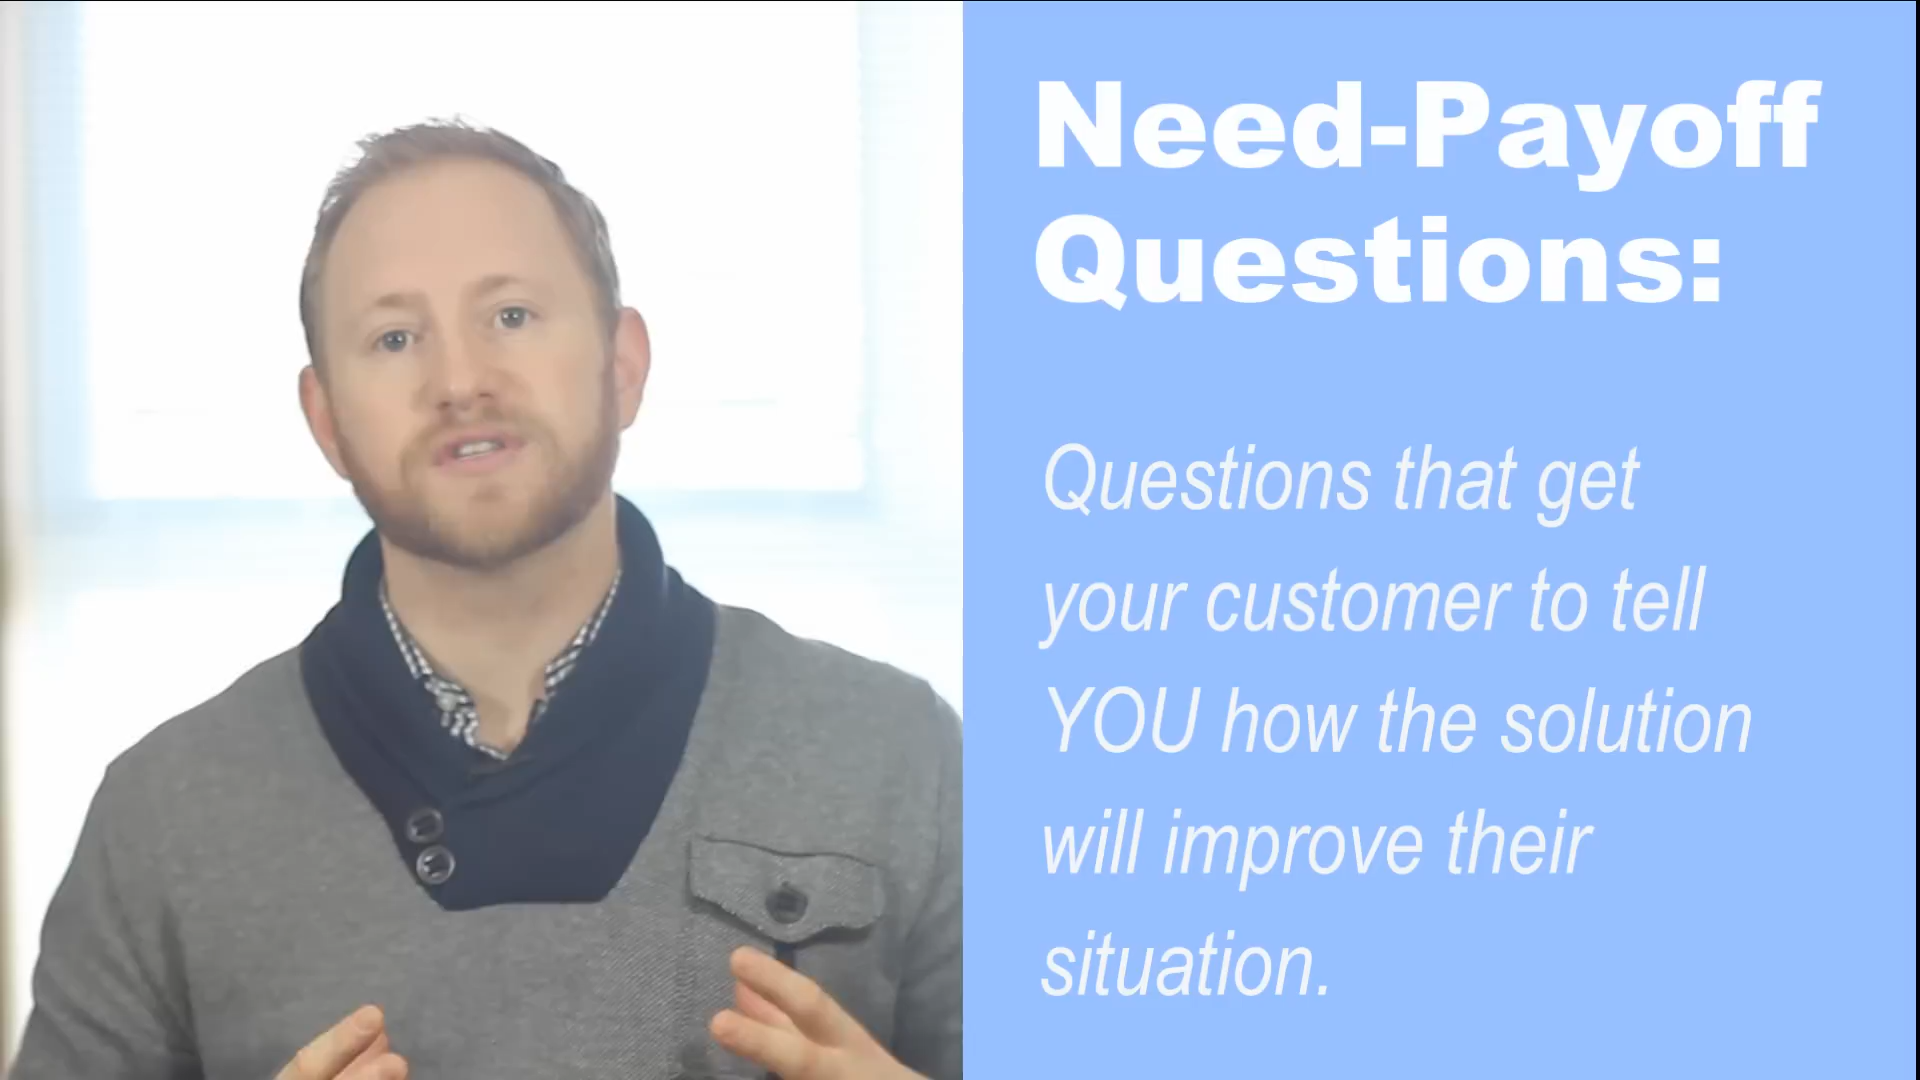 Need-Payoff
Questions:
Questions that get
your customer to tell
YOU how the solution
will improve their
situation.